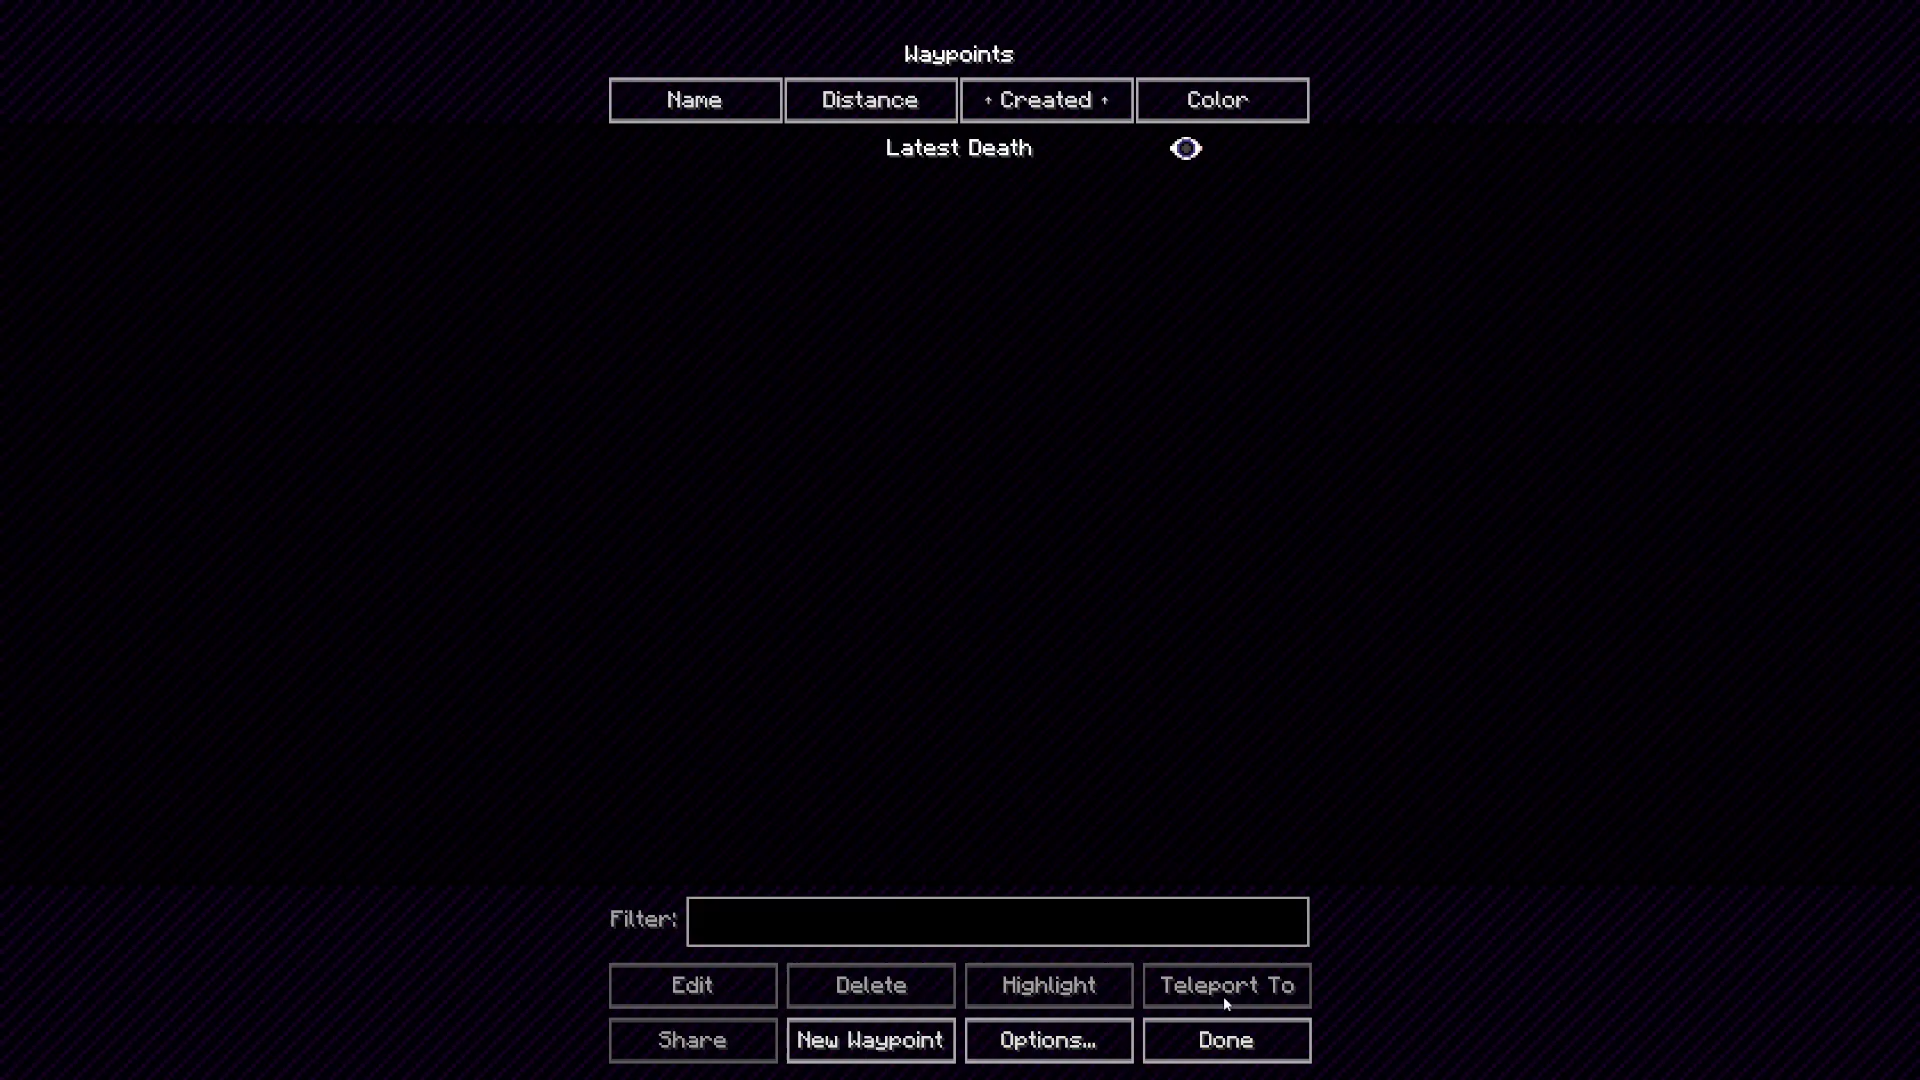 Waypoints
Name Distance ↑ Created ↑ Color
Latest Death
Filter:
Edit Delete Highlight Teleport To
Share New Waypoint Options... Done